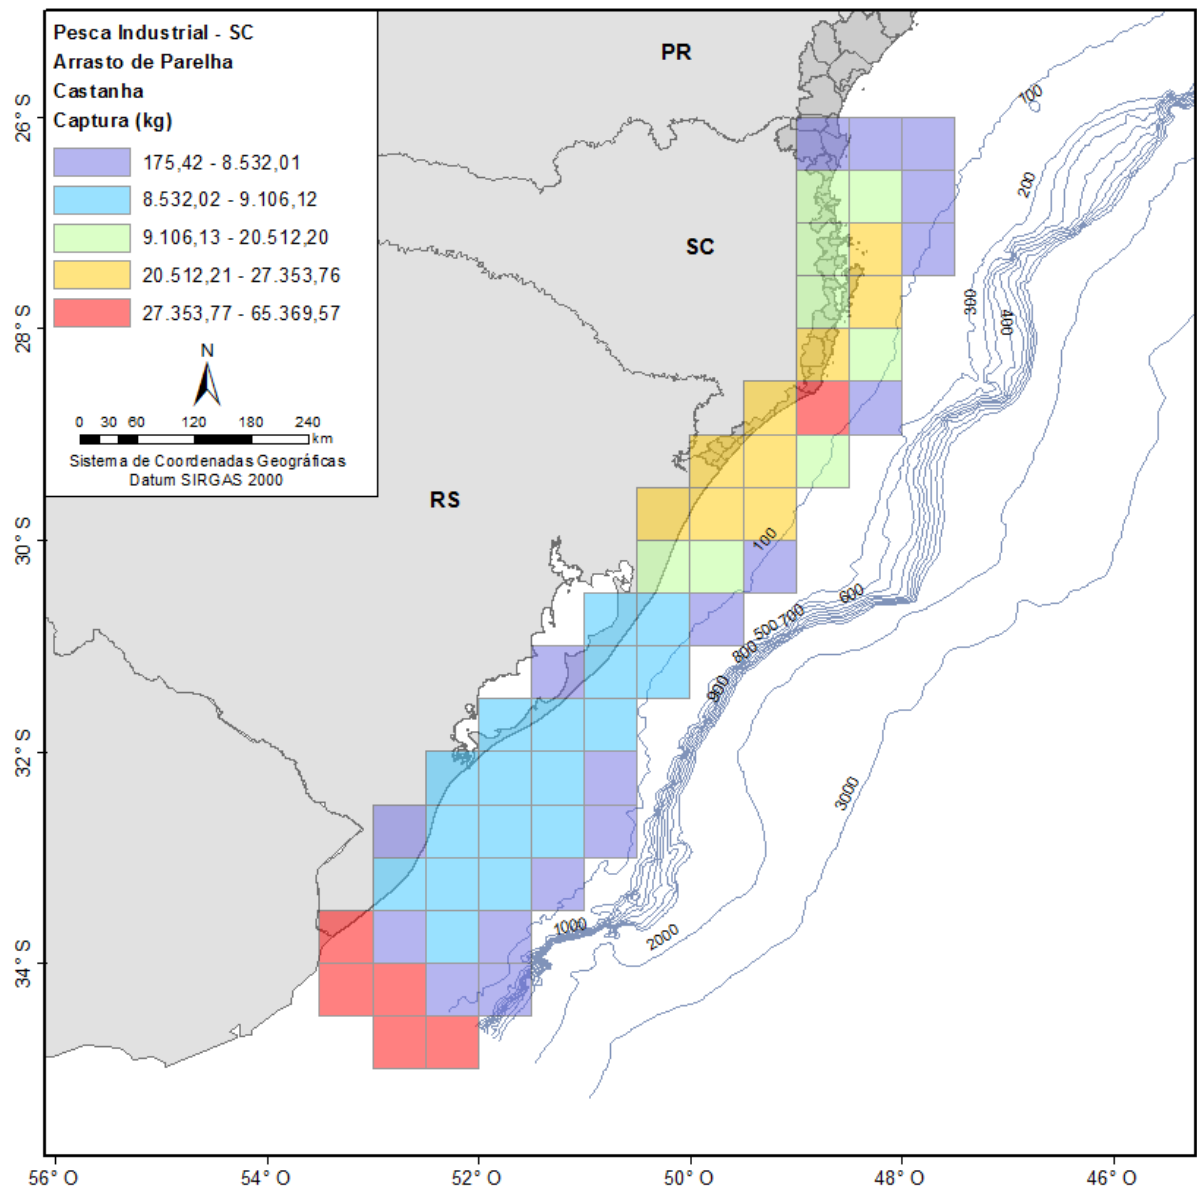 Pesca Industrial - SC
Arrasto de Parelha
Castanha
Captura (kg)
175,42 - 8.532,01
8.532,02 - 9.106,12
9.106,13 - 20.512,20
20.512,21 - 27.353,76
27.353,77 - 65.369,57
N
0 30 60 120 180 240
km
Sistema de Coordenadas Geográficas
Datum SIRGAS 2000
PR
SC
RS
700
200
300
400
100
600
700
500
800
900
3000
1000
2000
26° S
28° S
30° S
32° S
34° S
56° O 54° O 52° O 50° O 48° O 46° O